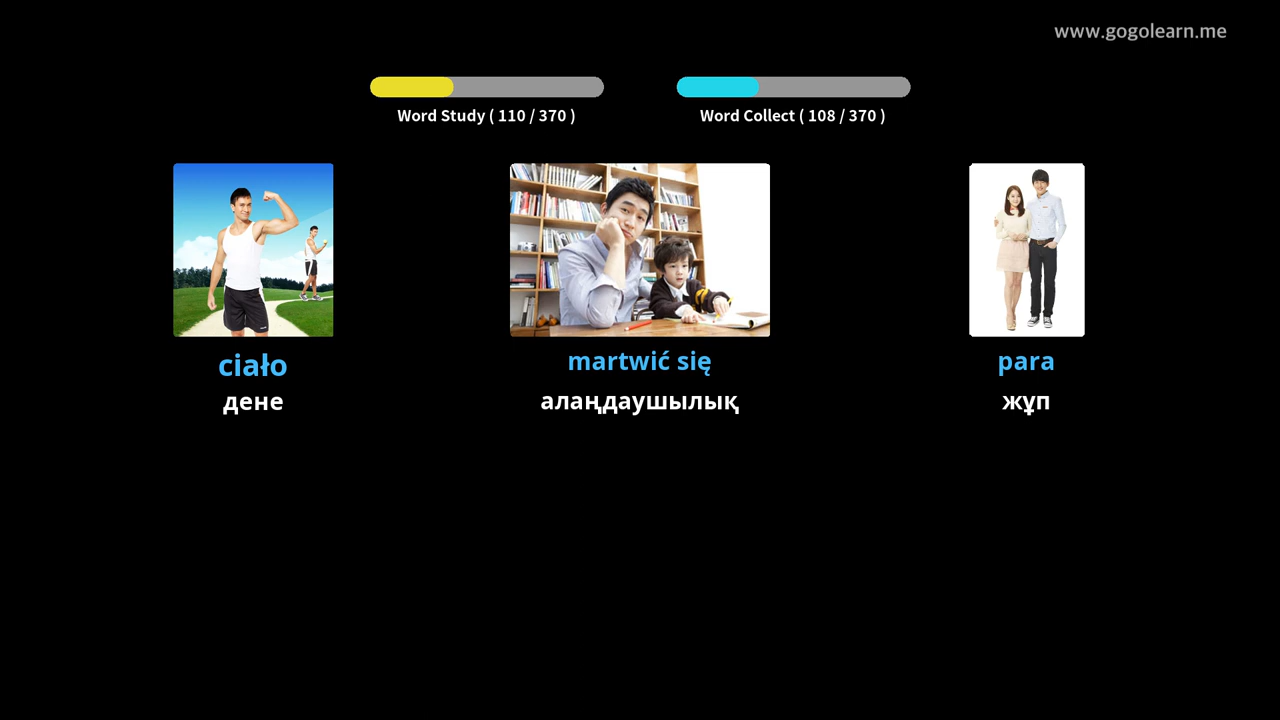 www.gogolearn.me
Word Study ( 110 / 370 )
Word Collect ( 108 / 370 )
ciało
дене
martwić się
алаңдаушылық
para
жұп